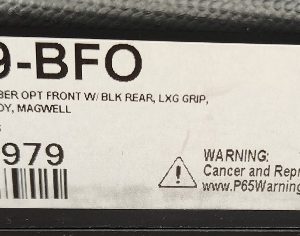 9-BFO
BER OPT FRONT W/ BLK REAR, LXG GRIP,
DY, MAGWELL
979
WARNING:
Cancer and Repr
www.P65Warning